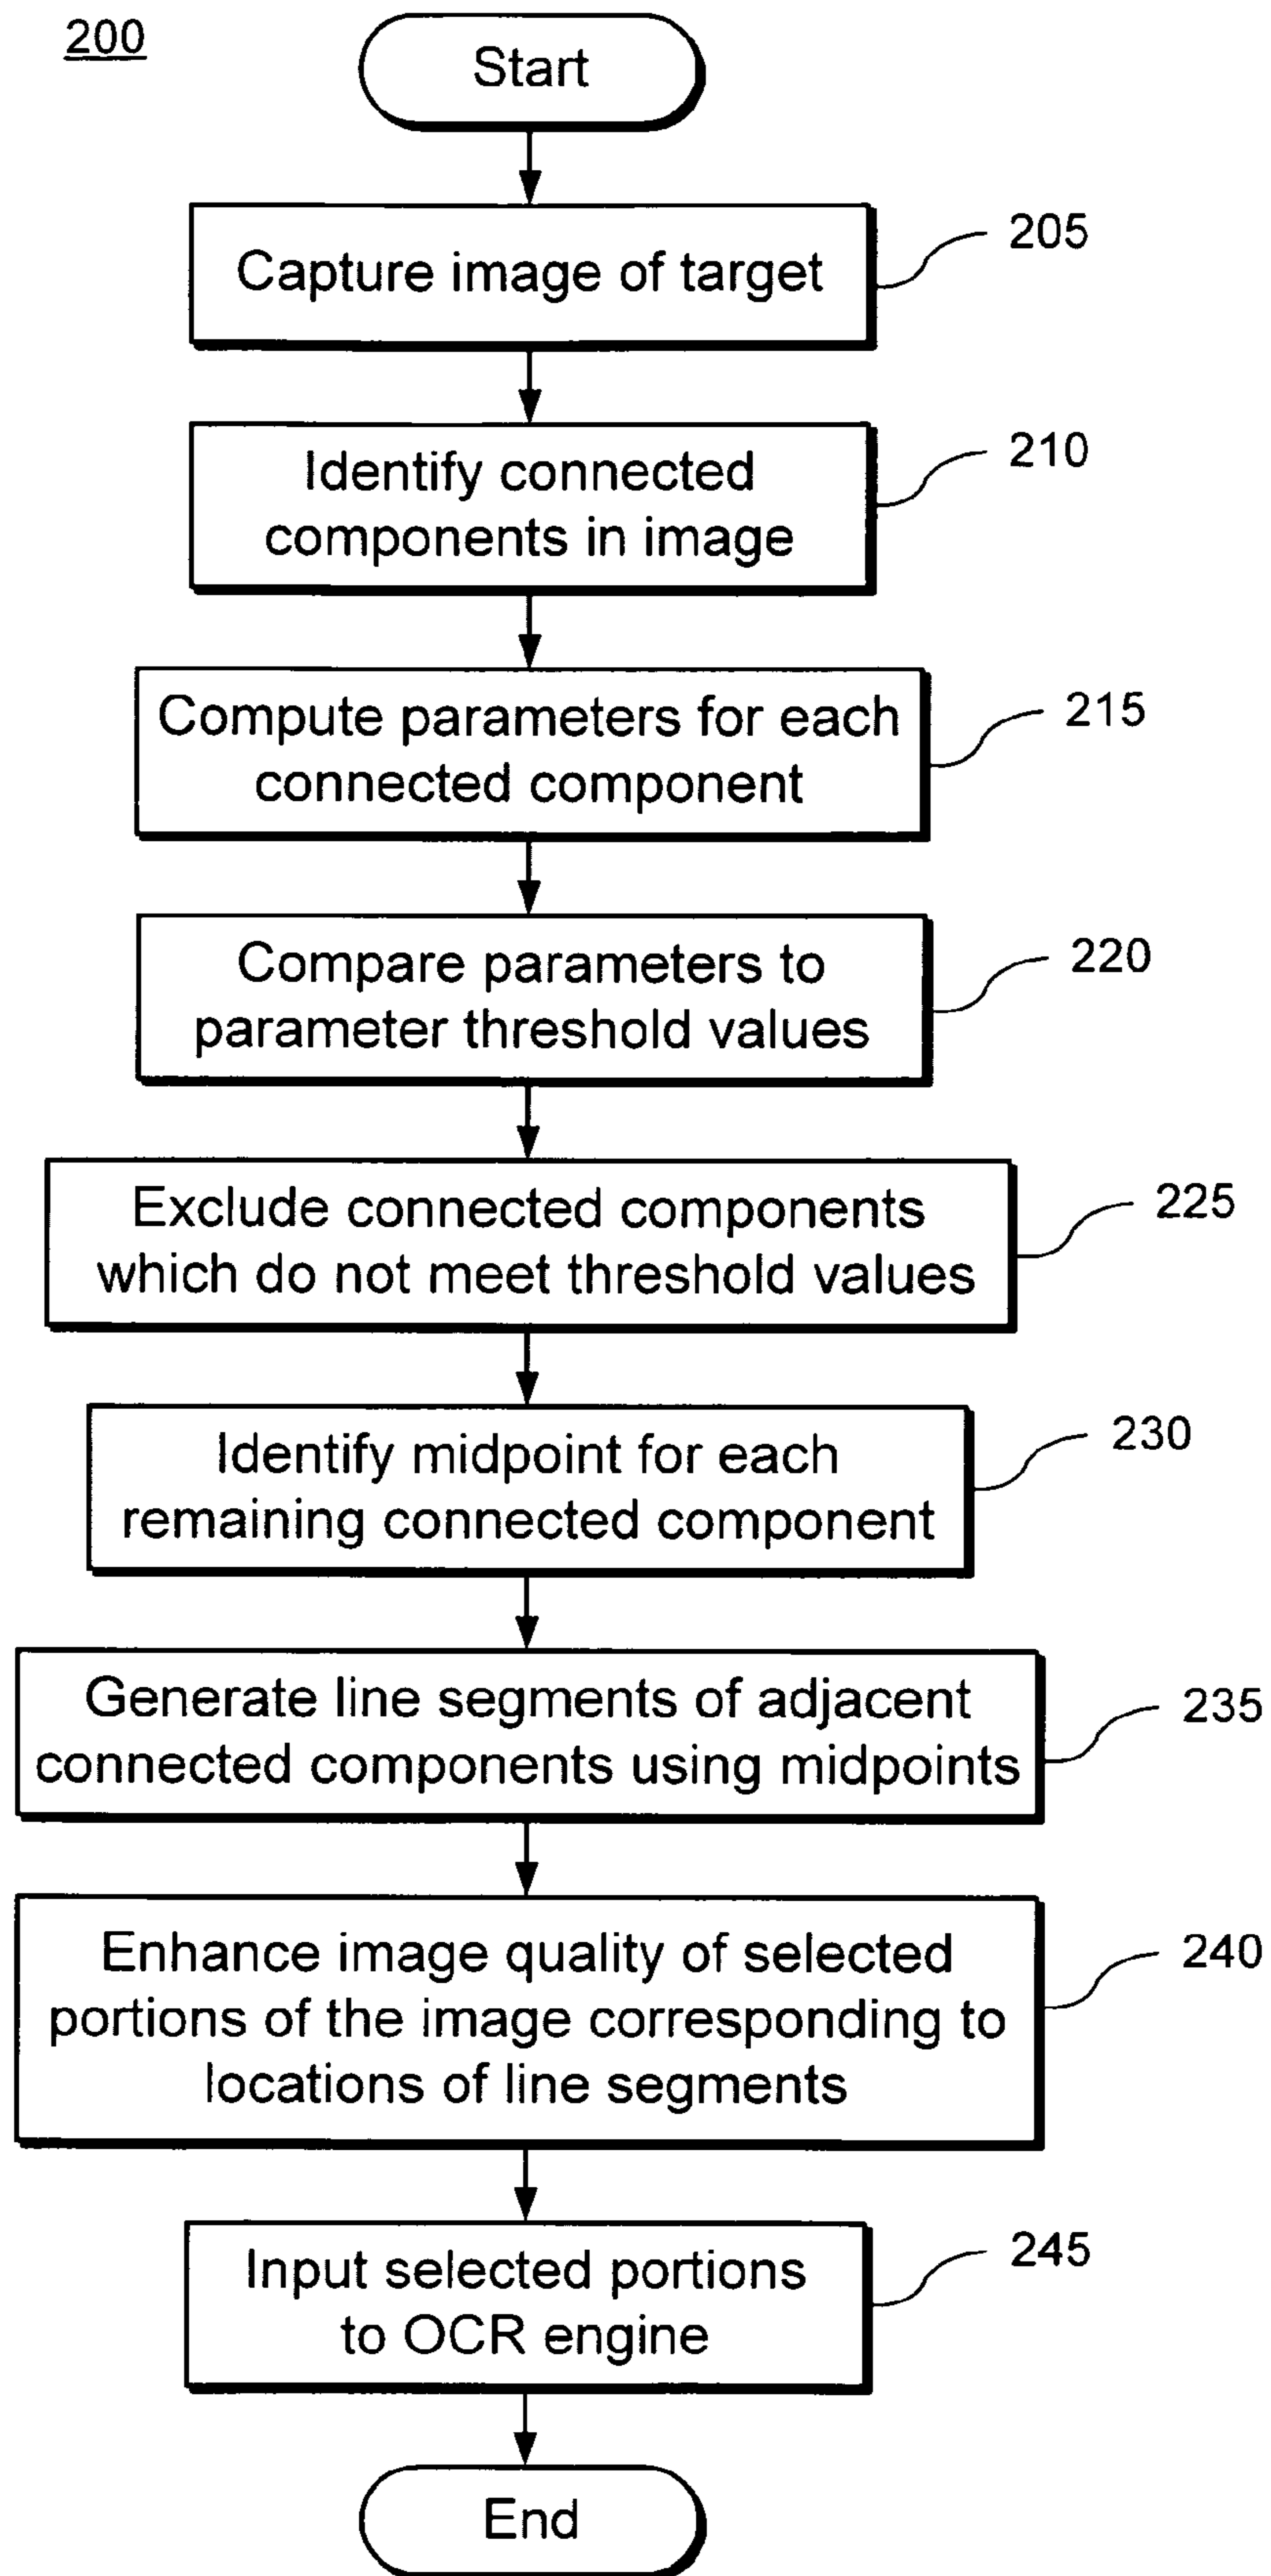 200
Start
Capture image of target
205
Identify connected
components in image
210
Compute parameters for each
connected component
215
Compare parameters to
parameter threshold values
220
Exclude connected components
which do not meet threshold values
225
Identify midpoint for each
remaining connected component
230
Generate line segments of adjacent
connected components using midpoints
235
Enhance image quality of selected
portions of the image corresponding to
locations of line segments
240
Input selected portions
to OCR engine
245
End